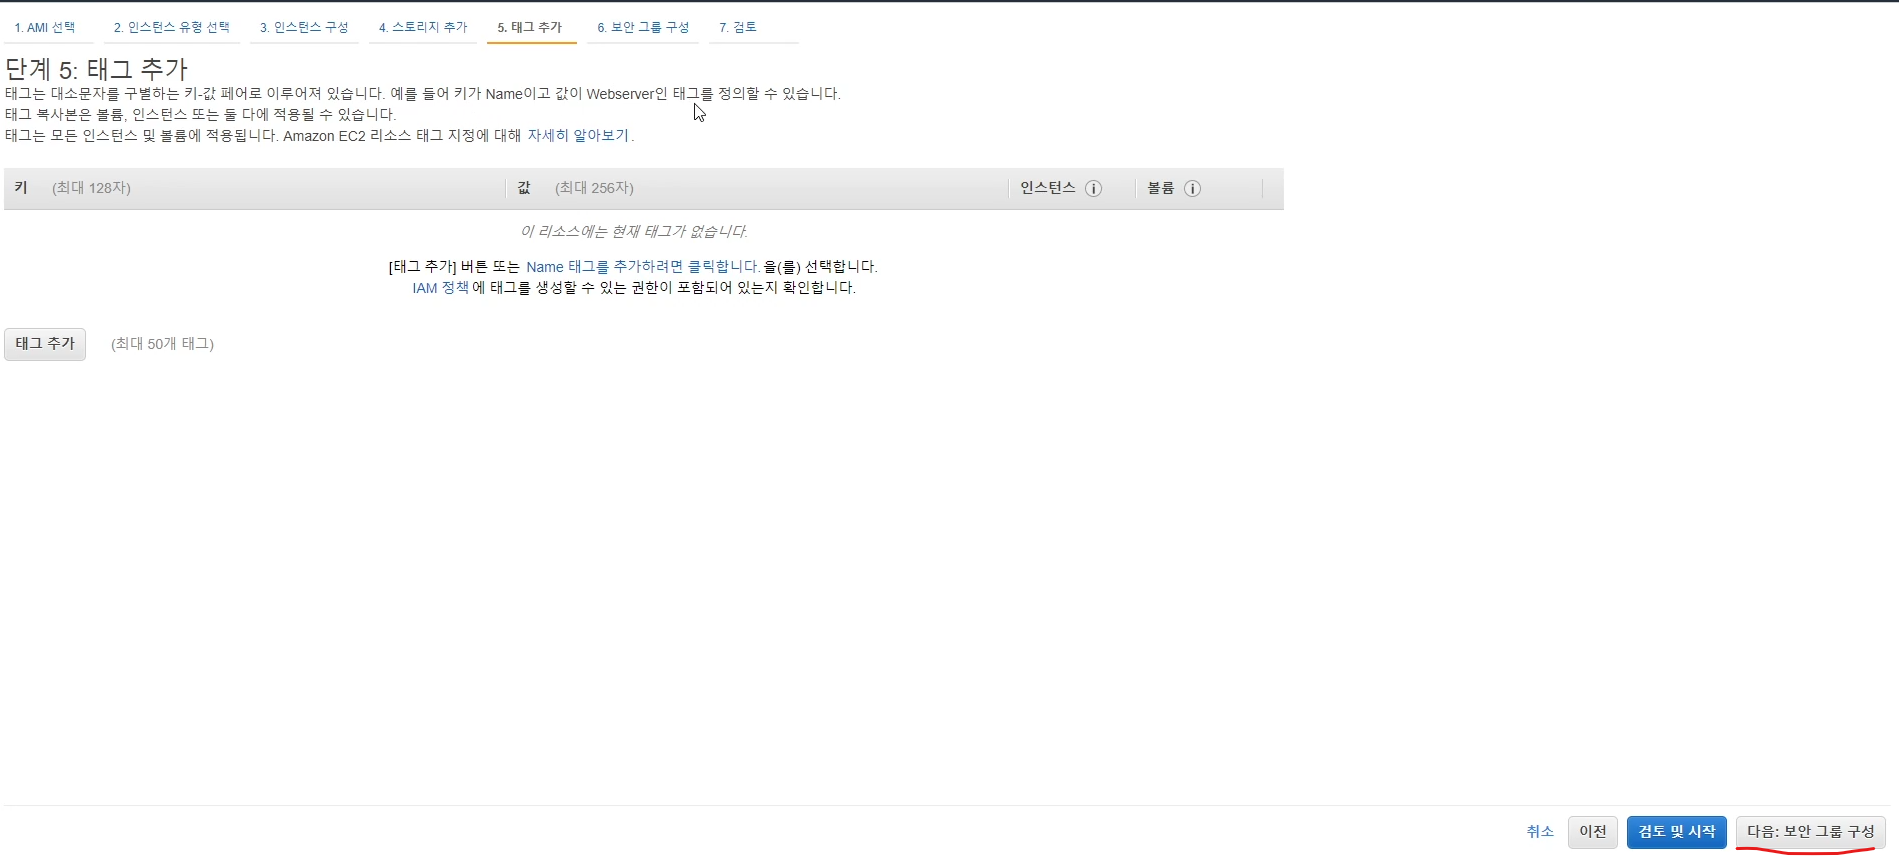 1. AMI 선택 2. 인스턴스 유형 선택 3. 인스턴스 구성 4. 스토리지 추가 5. 태그 추가 6. 보안 그룹 구성 7. 검토
단계 5: 태그 추가
태그는 대소문자를 구별하는 키-값 페어로 이루어져 있습니다. 예를 들어 키가 Name이고 값이 Webserver인 태그를 정의할 수 있습니다.
태그 복사본은 볼륨, 인스턴스 또는 둘 다에 적용될 수 있습니다.
태그는 모든 인스턴스 및 볼륨에 적용됩니다. Amazon EC2 리소스 태그 지정에 대해 자세히 알아보기.
키 (최대 128자) 값 (최대 256자) 인스턴스 볼륨
이 리소스에는 현재 태그가 없습니다.
[태그 추가] 버튼 또는 Name 태그를 추가하려면 클릭합니다. 을(를) 선택합니다.
IAM 정책에 태그를 생성할 수 있는 권한이 포함되어 있는지 확인합니다.
태그 추가 (최대 50개 태그)
취소 이전 검토 및 시작 다음: 보안 그룹 구성